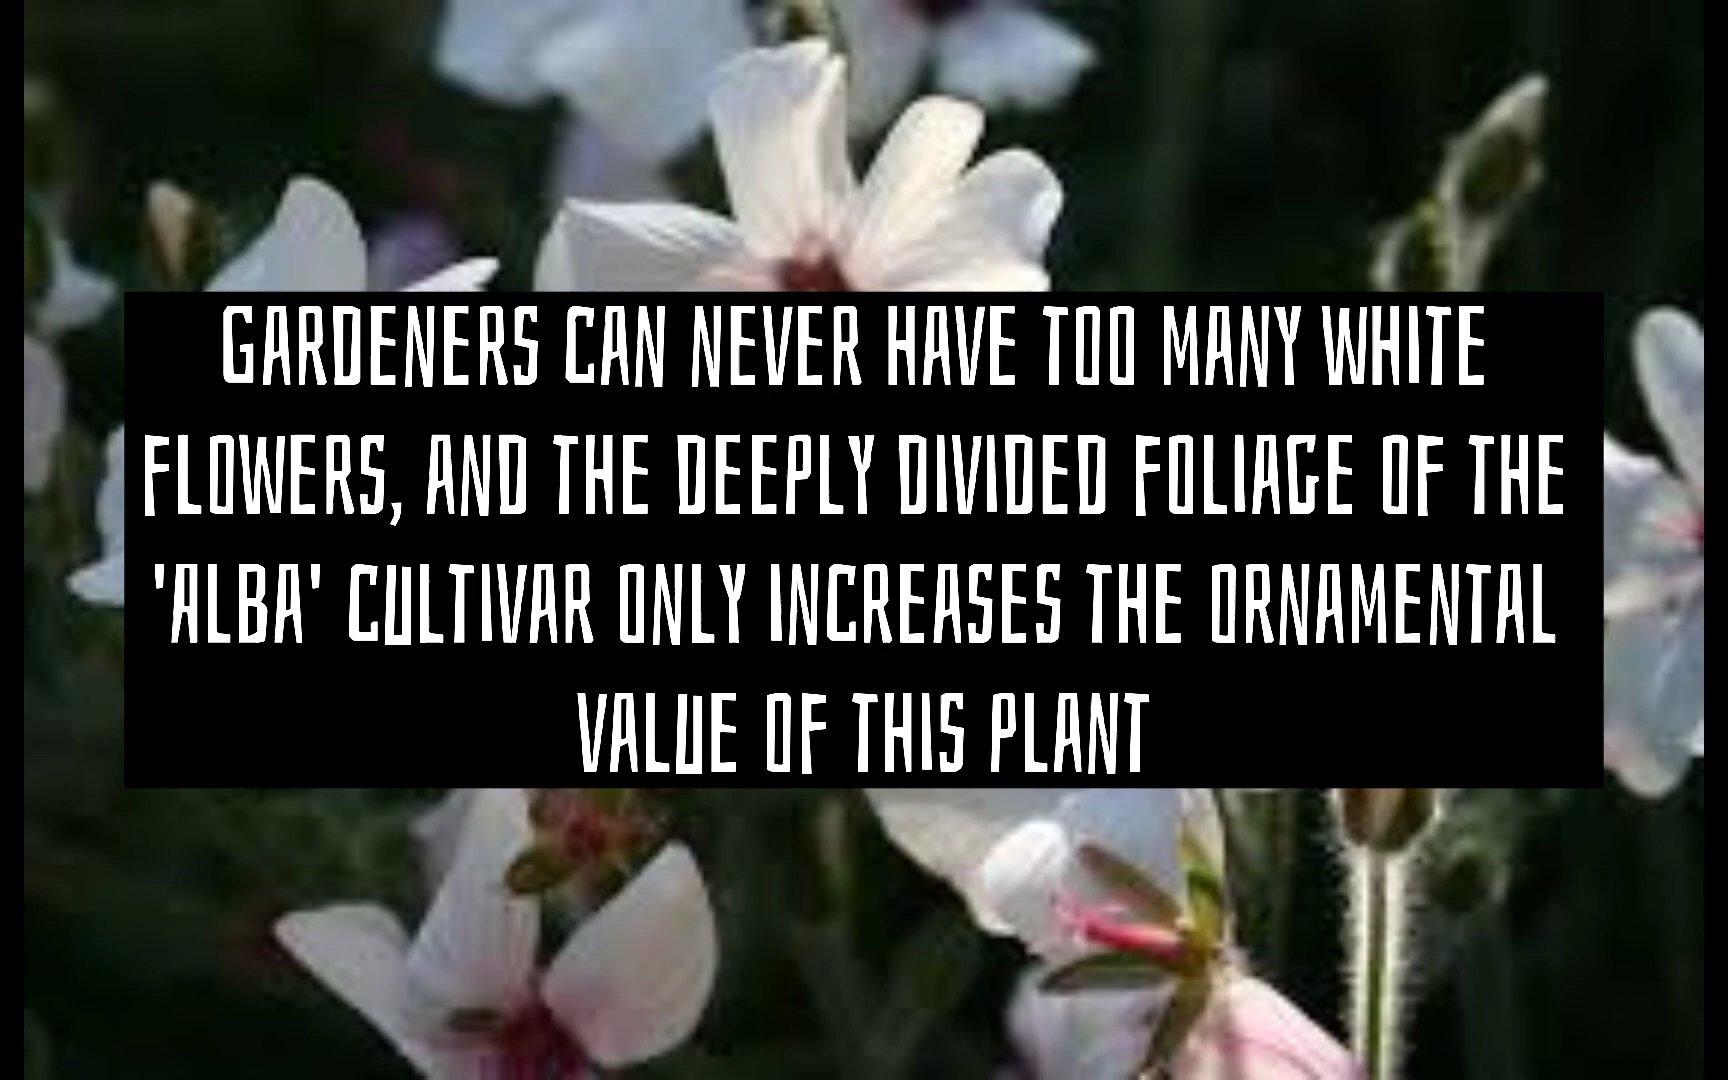 GARDENERS CAN NEVER HAVE TOO MANY WHITE
FLOWERS, AND THE DEEPLY DIVIDED FOLIAGE OF THE
'ALBA' CULTIVAR ONLY INCREASES THE ORNAMENTAL
VALUE OF THIS PLANT